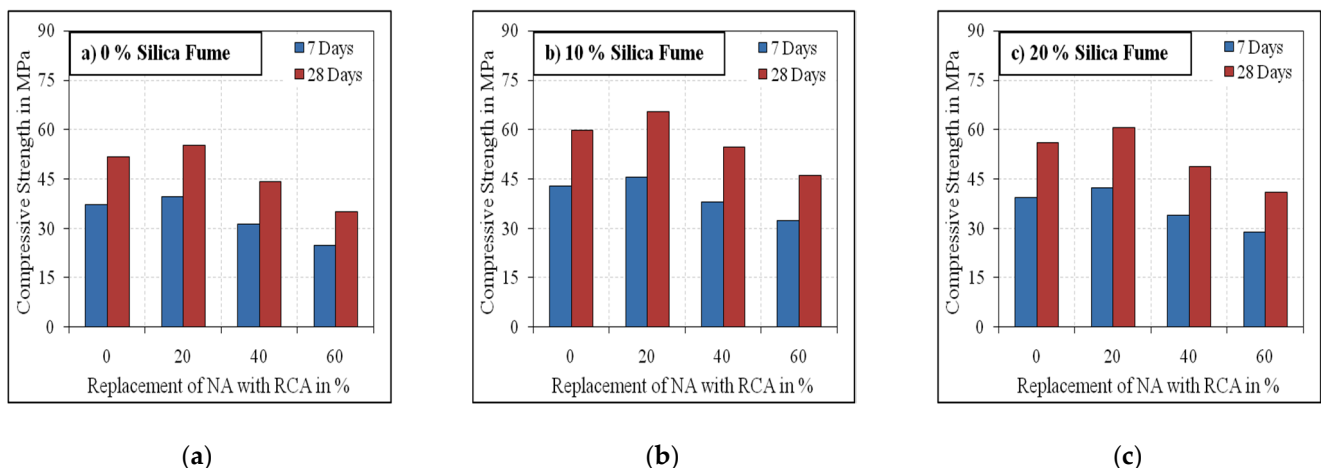 Compressive Strength in MPa
90
75
60
45
30
15
0
a) 0 % Silica Fume
7 Days
28 Days
0 20 40 60
Replacement of NA with RCA in %
(a)
Compressive Strength in MPa
90
75
60
45
30
15
0
b) 10 % Silica Fume
7 Days
28 Days
0 20 40 60
Replacement of NA with RCA in %
(b)
Compressive Strength in MPa
90
75
60
45
30
15
0
c) 20 % Silica Fume
7 Days
28 Days
0 20 40 60
Replacement of NA with RCA in %
(c)